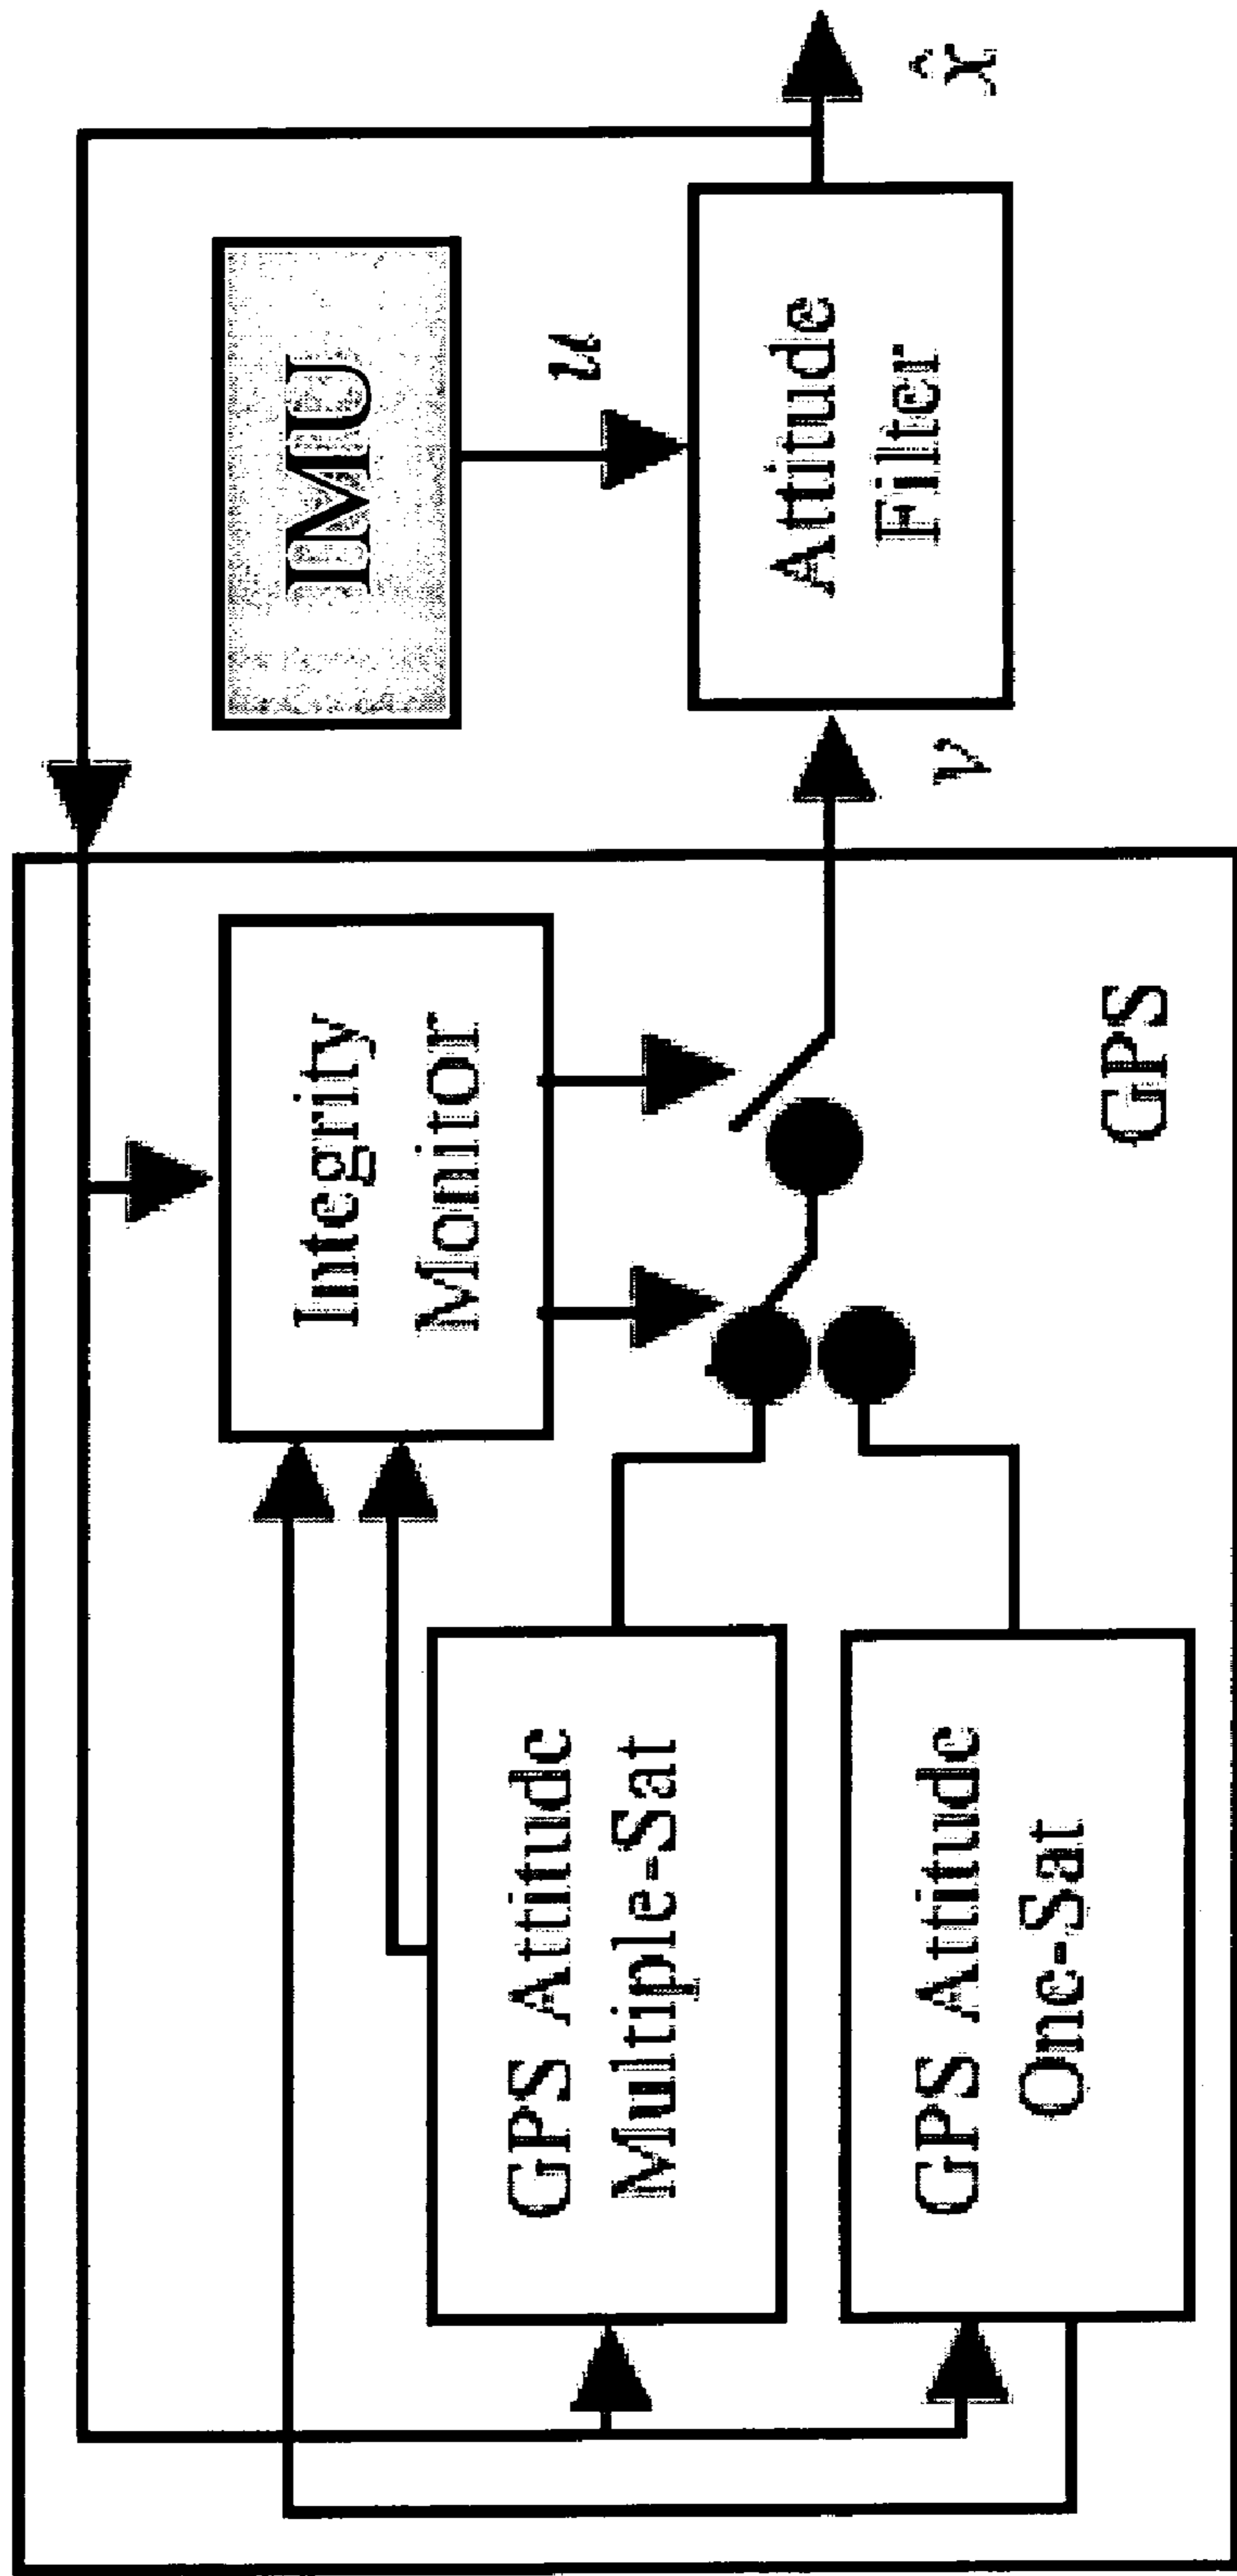 IMU
u
x̂
Integrity
Monitor
Attitude
Filter
GPS Attitude
Multiple-Sat
GPS Attitude
One-Sat
GPS